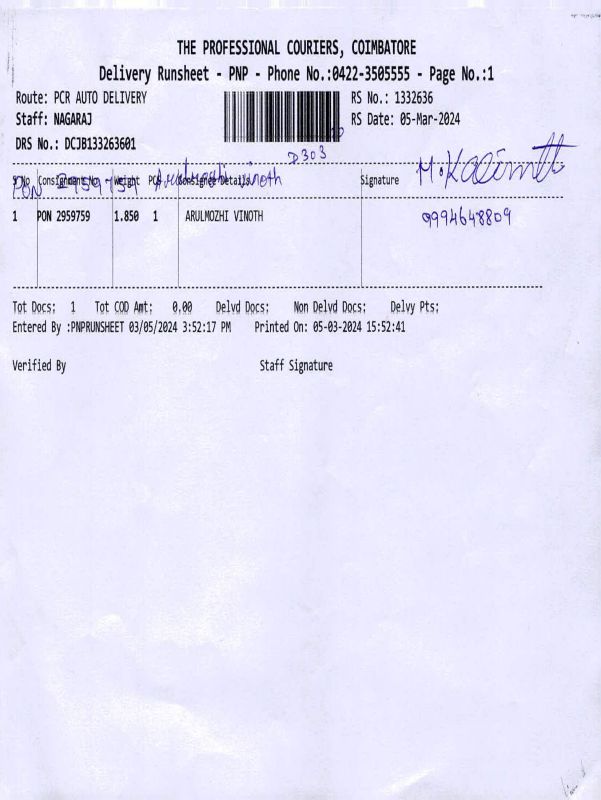 THE PROFESSIONAL COURIERS, COIMBATORE
Delivery Runsheet - PNP - Phone No.:0422-3505555 - Page No.:1
Route: PCR AUTO DELIVERY
RS No.: 1332636
Staff: NAGARAJ
RS Date: 05-Mar-2024
DRS No.: DCJB133263601
D303
PON 2959759 Arulmozhi vinoth
S No Consignment No Weight PCS Consignee Details Signature
1 PON 2959759 1.850 1 ARULMOZHI VINOTH
9994648809
Tot Docs: 1 Tot COD Amt: 0.00 Delvd Docs: Non Delvd Docs: Delvy Pts:
Entered By :PNPRUNSHEET 03/05/2024 3:52:17 PM Printed On: 05-03-2024 15:52:41
Verified By Staff Signature